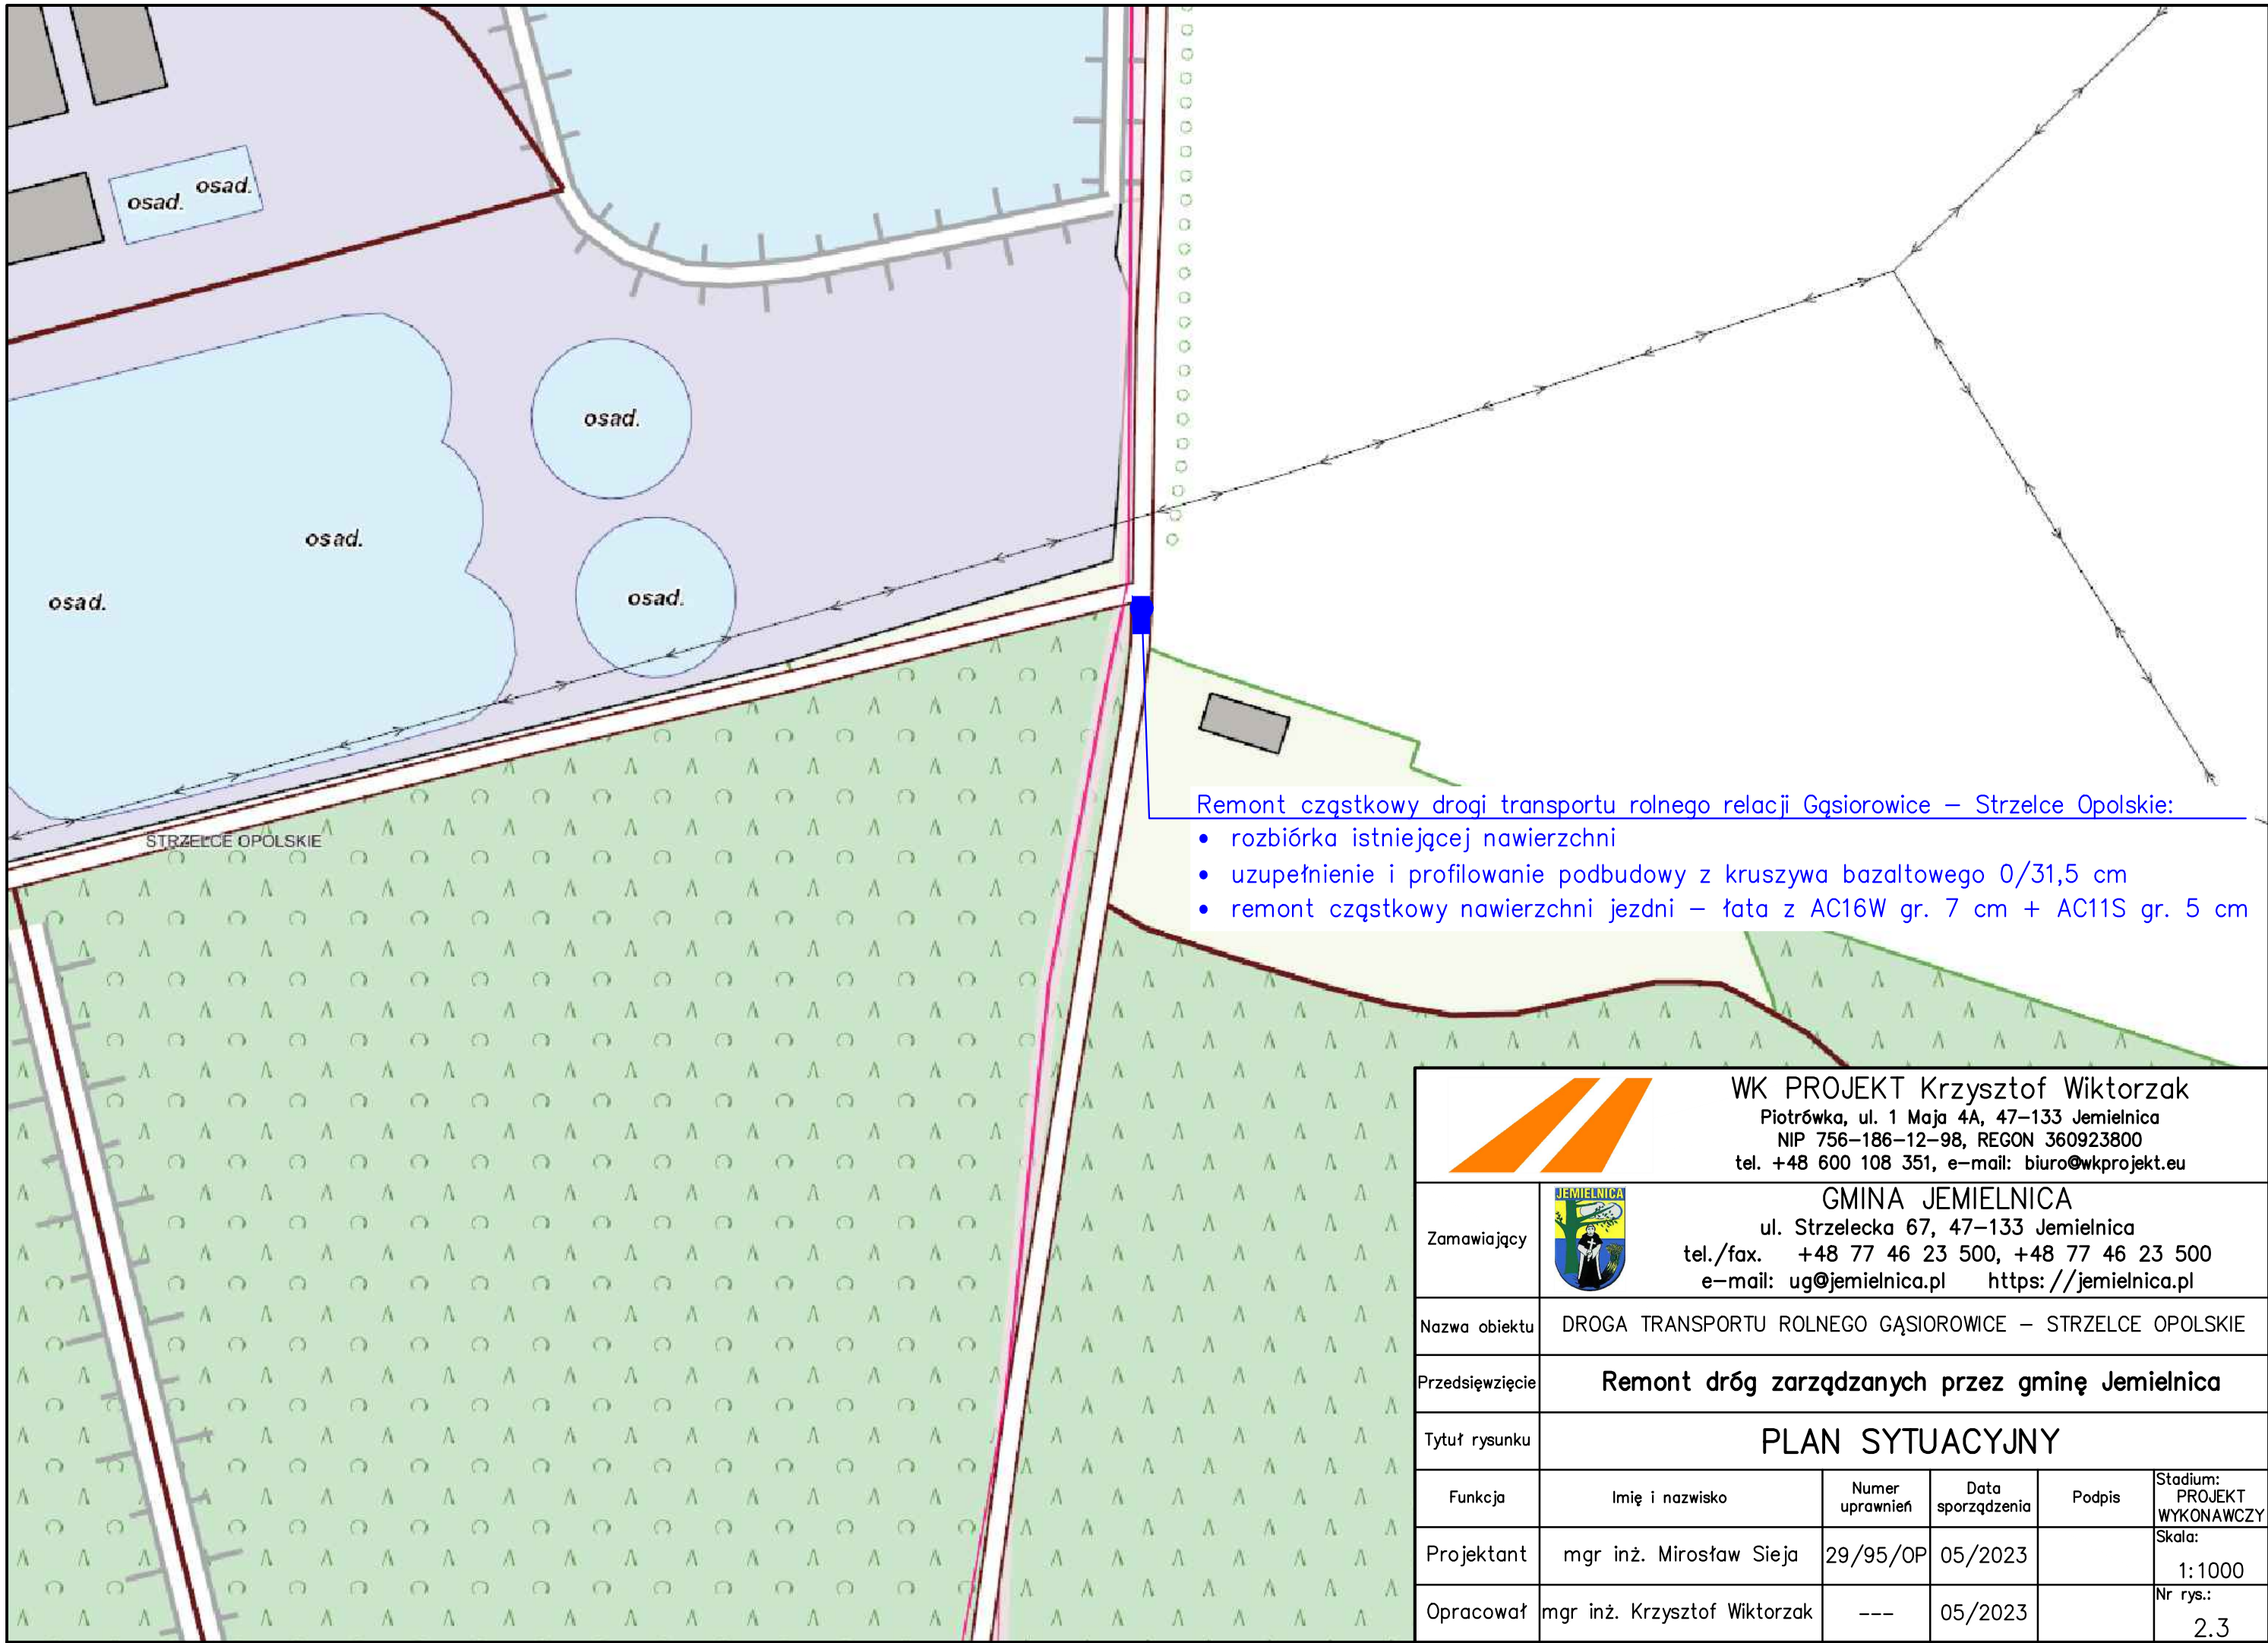 osad.
osad.
osad.
osad.
osad.
osad.
STRZELCE OPOLSKIE
Remont cząstkowy drogi transportu rolnego relacji Gąsiorowice – Strzelce Opolskie:
• rozbiórka istniejącej nawierzchni
• uzupełnienie i profilowanie podbudowy z kruszywa bazaltowego 0/31,5 cm
• remont cząstkowy nawierzchni jezdni – łata z AC16W gr. 7 cm + AC11S gr. 5 cm
WK PROJEKT Krzysztof Wiktorzak
Piotrówka, ul. 1 Maja 4A, 47–133 Jemielnica
NIP 756–186–12–98, REGON 360923800
tel. +48 600 108 351, e–mail: biuro@wkprojekt.eu
Zamawiający
JEMIELNICA
GMINA JEMIELNICA
ul. Strzelecka 67, 47–133 Jemielnica
tel./fax. +48 77 46 23 500, +48 77 46 23 500
e–mail: ug@jemielnica.pl https://jemielnica.pl
Nazwa obiektu
DROGA TRANSPORTU ROLNEGO GĄSIOROWICE – STRZELCE OPOLSKIE
Przedsięwzięcie
Remont dróg zarządzanych przez gminę Jemielnica
Tytuł rysunku
PLAN SYTUACYJNY
Funkcja
Imię i nazwisko
Numer
uprawnień
Data
sporządzenia
Podpis
Stadium:
PROJEKT
WYKONAWCZY
Projektant
mgr inż. Mirosław Sieja
29/95/OP
05/2023
Skala:
1:1000
Opracował
mgr inż. Krzysztof Wiktorzak
---
05/2023
Nr rys.:
2.3